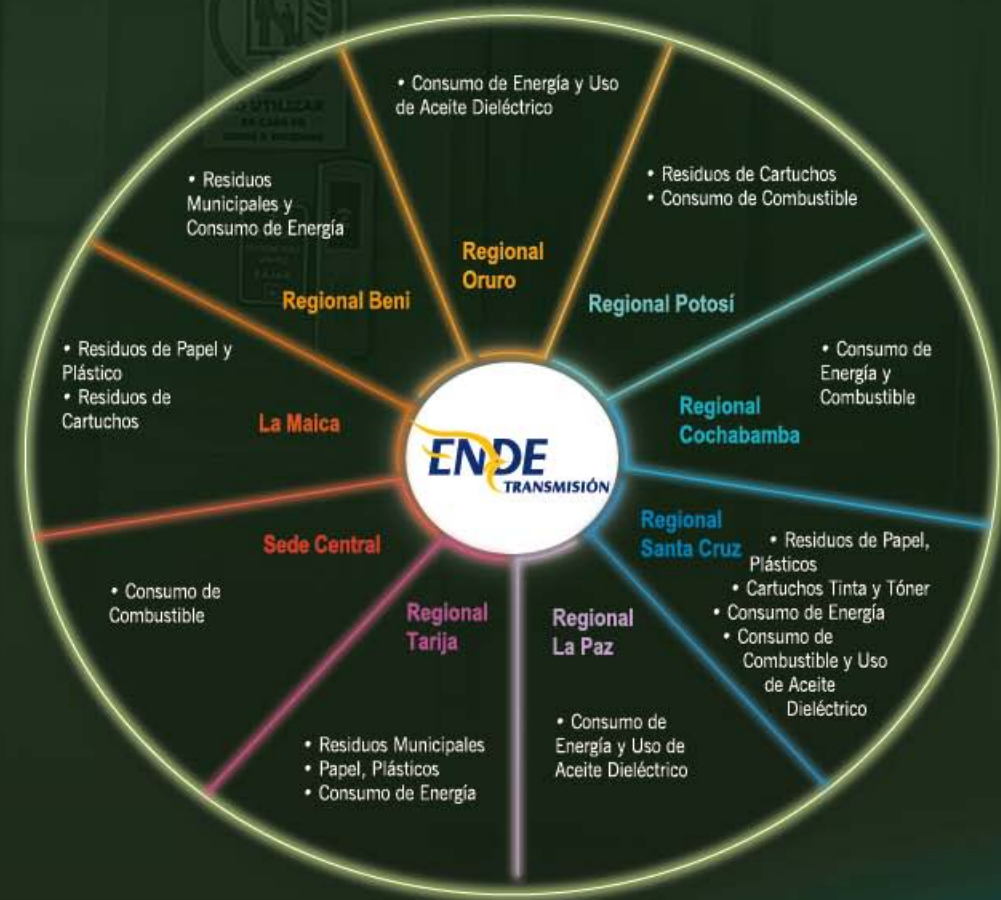 • Consumo de Energía y Uso
de Aceite Dieléctrico
Regional
Oruro
• Residuos de Cartuchos
• Consumo de Combustible
Regional Potosí
• Consumo de
Energía y
Combustible
Regional
Cochabamba
Regional
Santa Cruz
• Residuos de Papel,
Plásticos
• Cartuchos Tinta y Tóner
• Consumo de Energía
• Consumo de
Combustible y Uso
de Aceite
Dieléctrico
Regional
La Paz
• Consumo de
Energía y Uso de
Aceite Dieléctrico
Regional
Tarija
• Residuos Municipales
• Papel, Plásticos
• Consumo de Energía
Sede Central
• Consumo de
Combustible
• Residuos de Papel y
Plástico
• Residuos de
Cartuchos
La Maica
• Residuos
Municipales y
Consumo de Energía
Regional Beni
ENDE
TRANSMISIÓN